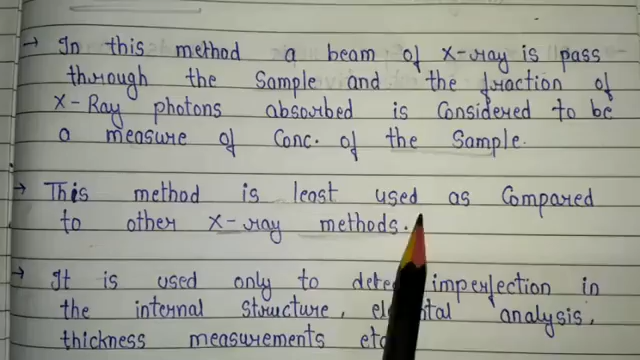 → In this method a beam of X-ray is pass
through the Sample and the fraction of
X-Ray photons absorbed is Considered to be
a measure of Conc. of the Sample.
→ This method is least used as Compared
to other X-ray methods.
→ It is used only to imperfection in
the internal structure, analysis,
thickness measurements etc